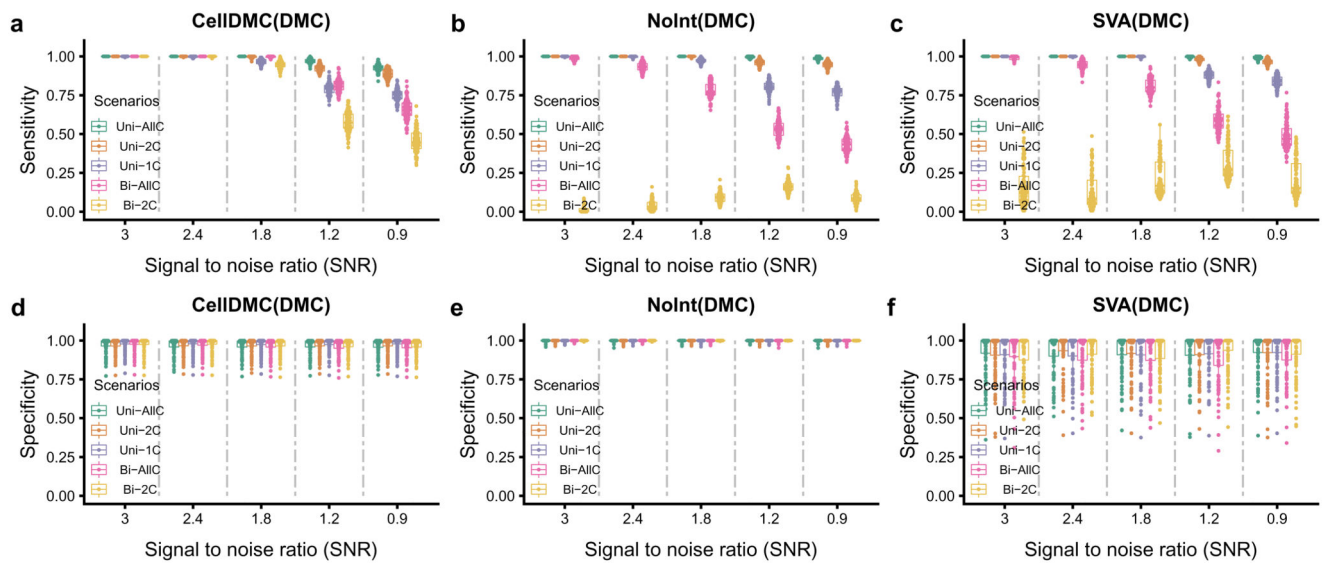 a
CellDMC(DMC)
Sensitivity
1.00
0.75
0.50
0.25
0.00
Scenarios
Uni−AllC
Uni−2C
Uni−1C
Bi−AllC
Bi−2C
3
2.4
1.8
1.2
0.9
Signal to noise ratio (SNR)
b
NoInt(DMC)
Sensitivity
1.00
0.75
0.50
0.25
0.00
Scenarios
Uni−AllC
Uni−2C
Uni−1C
Bi−AllC
Bi−2C
3
2.4
1.8
1.2
0.9
Signal to noise ratio (SNR)
c
SVA(DMC)
Sensitivity
1.00
0.75
0.50
0.25
0.00
Scenarios
Uni−AllC
Uni−2C
Uni−1C
Bi−AllC
Bi−2C
3
2.4
1.8
1.2
0.9
Signal to noise ratio (SNR)
d
CellDMC(DMC)
Specificity
1.00
0.75
0.50
0.25
0.00
Scenarios
Uni−AllC
Uni−2C
Uni−1C
Bi−AllC
Bi−2C
3
2.4
1.8
1.2
0.9
Signal to noise ratio (SNR)
e
NoInt(DMC)
Specificity
1.00
0.75
0.50
0.25
0.00
Scenarios
Uni−AllC
Uni−2C
Uni−1C
Bi−AllC
Bi−2C
3
2.4
1.8
1.2
0.9
Signal to noise ratio (SNR)
f
SVA(DMC)
Specificity
1.00
0.75
0.50
0.25
0.00
Scenarios
Uni−AllC
Uni−2C
Uni−1C
Bi−AllC
Bi−2C
3
2.4
1.8
1.2
0.9
Signal to noise ratio (SNR)